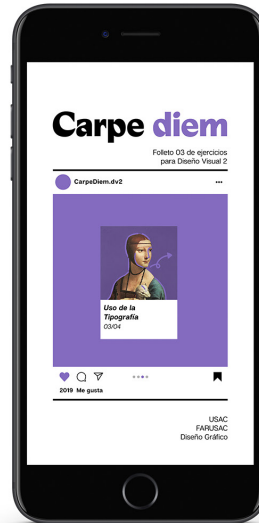 Carpe diem
Folleto 03 de ejercicios
para Diseño Visual 2
CarpeDiem.dv2
Uso de la
Tipografía
03/04
2019 Me gusta
USAC
FARUSAC
Diseño Gráfico